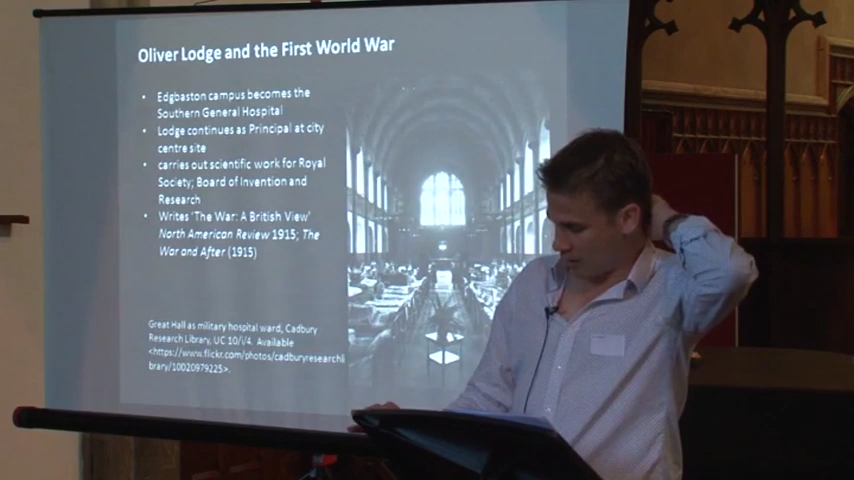 Oliver Lodge and the First World War
• Edgbaston campus becomes the
Southern General Hospital
• Lodge continues as Principal at city
centre site
• carries out scientific work for Royal
Society; Board of Invention and
Research
• Writes 'The War: A British View'
North American Review 1915; The
War and After (1915)
Great Hall as military hospital ward, Cadbury
Research Library, UC 10/i/4. Available
<https://www.flickr.com/photos/cadburyresearchli
brary/10020979225>.